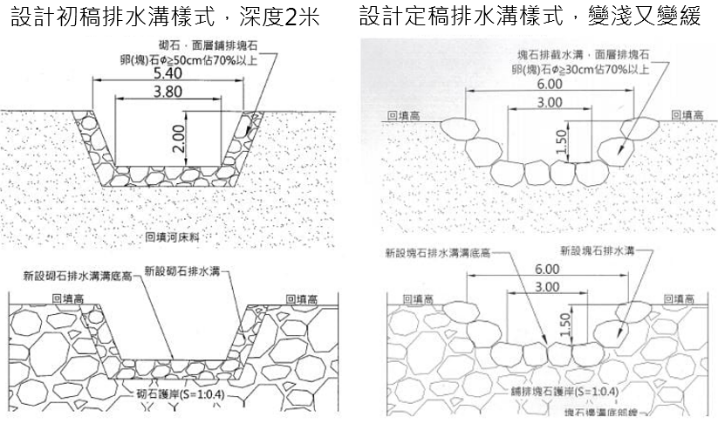 設計初稿排水溝樣式，深度2米
砌石，面層鋪排塊石
卵(塊)石Ø≧50cm佔70%以上
5.40
3.80
2.00
回填河床料
新設砌石排水溝溝底高
新設砌石排水溝
回填高
回填高
砌石護岸(S=1:0.4)
設計定稿排水溝樣式，變淺又變緩
塊石排截水溝，面層排塊石
卵(塊)石Ø≧30cm佔70%以上
6.00
3.00
回填高
回填高
1.50
新設塊石排水溝溝底高
新設塊石排水溝
6.00
3.00
回填高
回填高
1.50
鋪排塊石護岸(S=1:0.4)